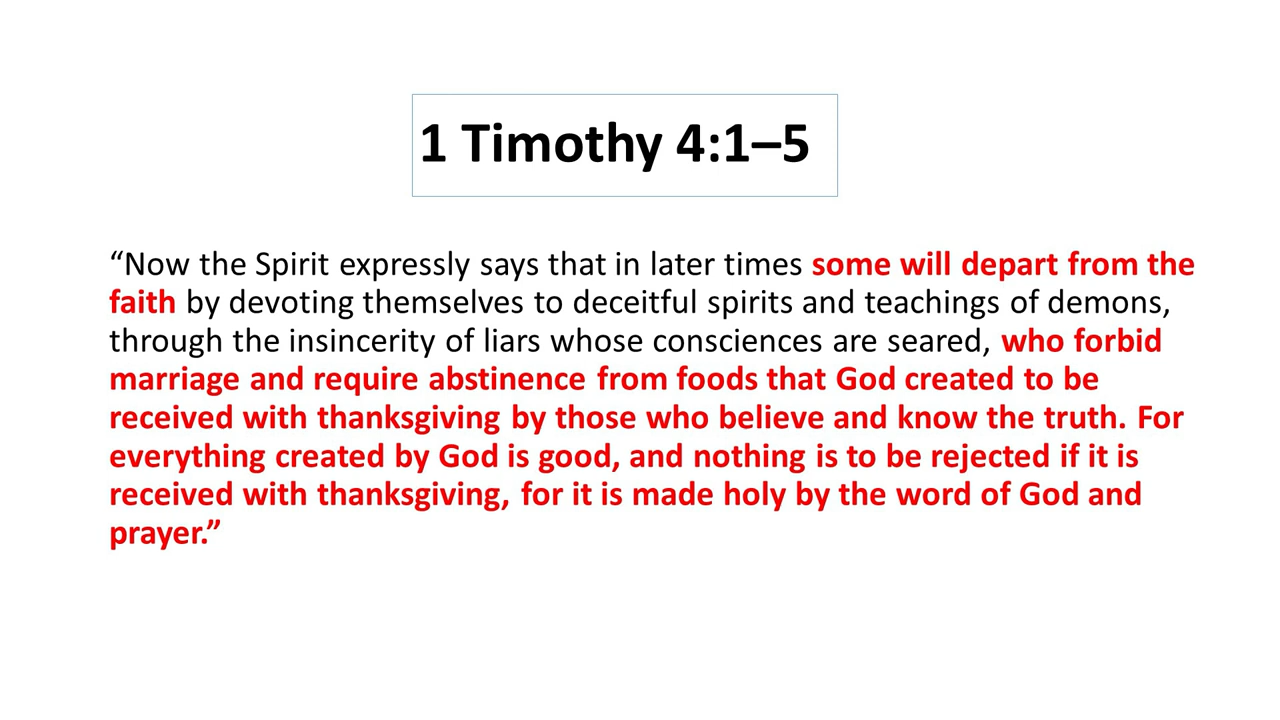 1 Timothy 4:1–5
“Now the Spirit expressly says that in later times some will depart from the
faith by devoting themselves to deceitful spirits and teachings of demons,
through the insincerity of liars whose consciences are seared, who forbid
marriage and require abstinence from foods that God created to be
received with thanksgiving by those who believe and know the truth. For
everything created by God is good, and nothing is to be rejected if it is
received with thanksgiving, for it is made holy by the word of God and
prayer.”